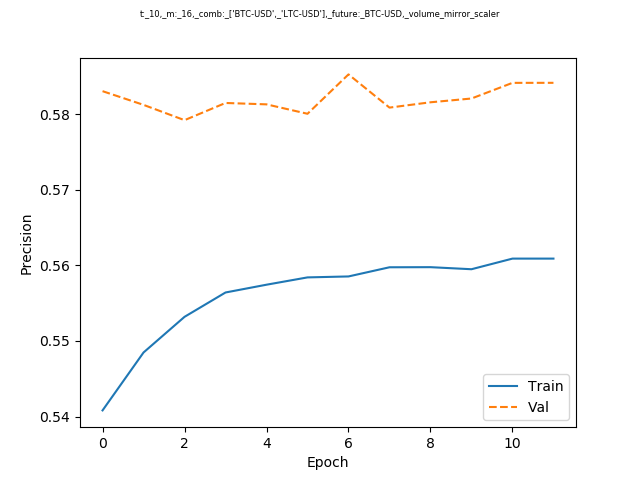 t:_10,_m:_16,_comb:_['BTC-USD',_'LTC-USD'],_future:_BTC-USD,_volume_mirror_scaler
0.58
0.57
0.56
0.55
0.54
Precision
0 2 4 6 8 10
Epoch
Train
Val